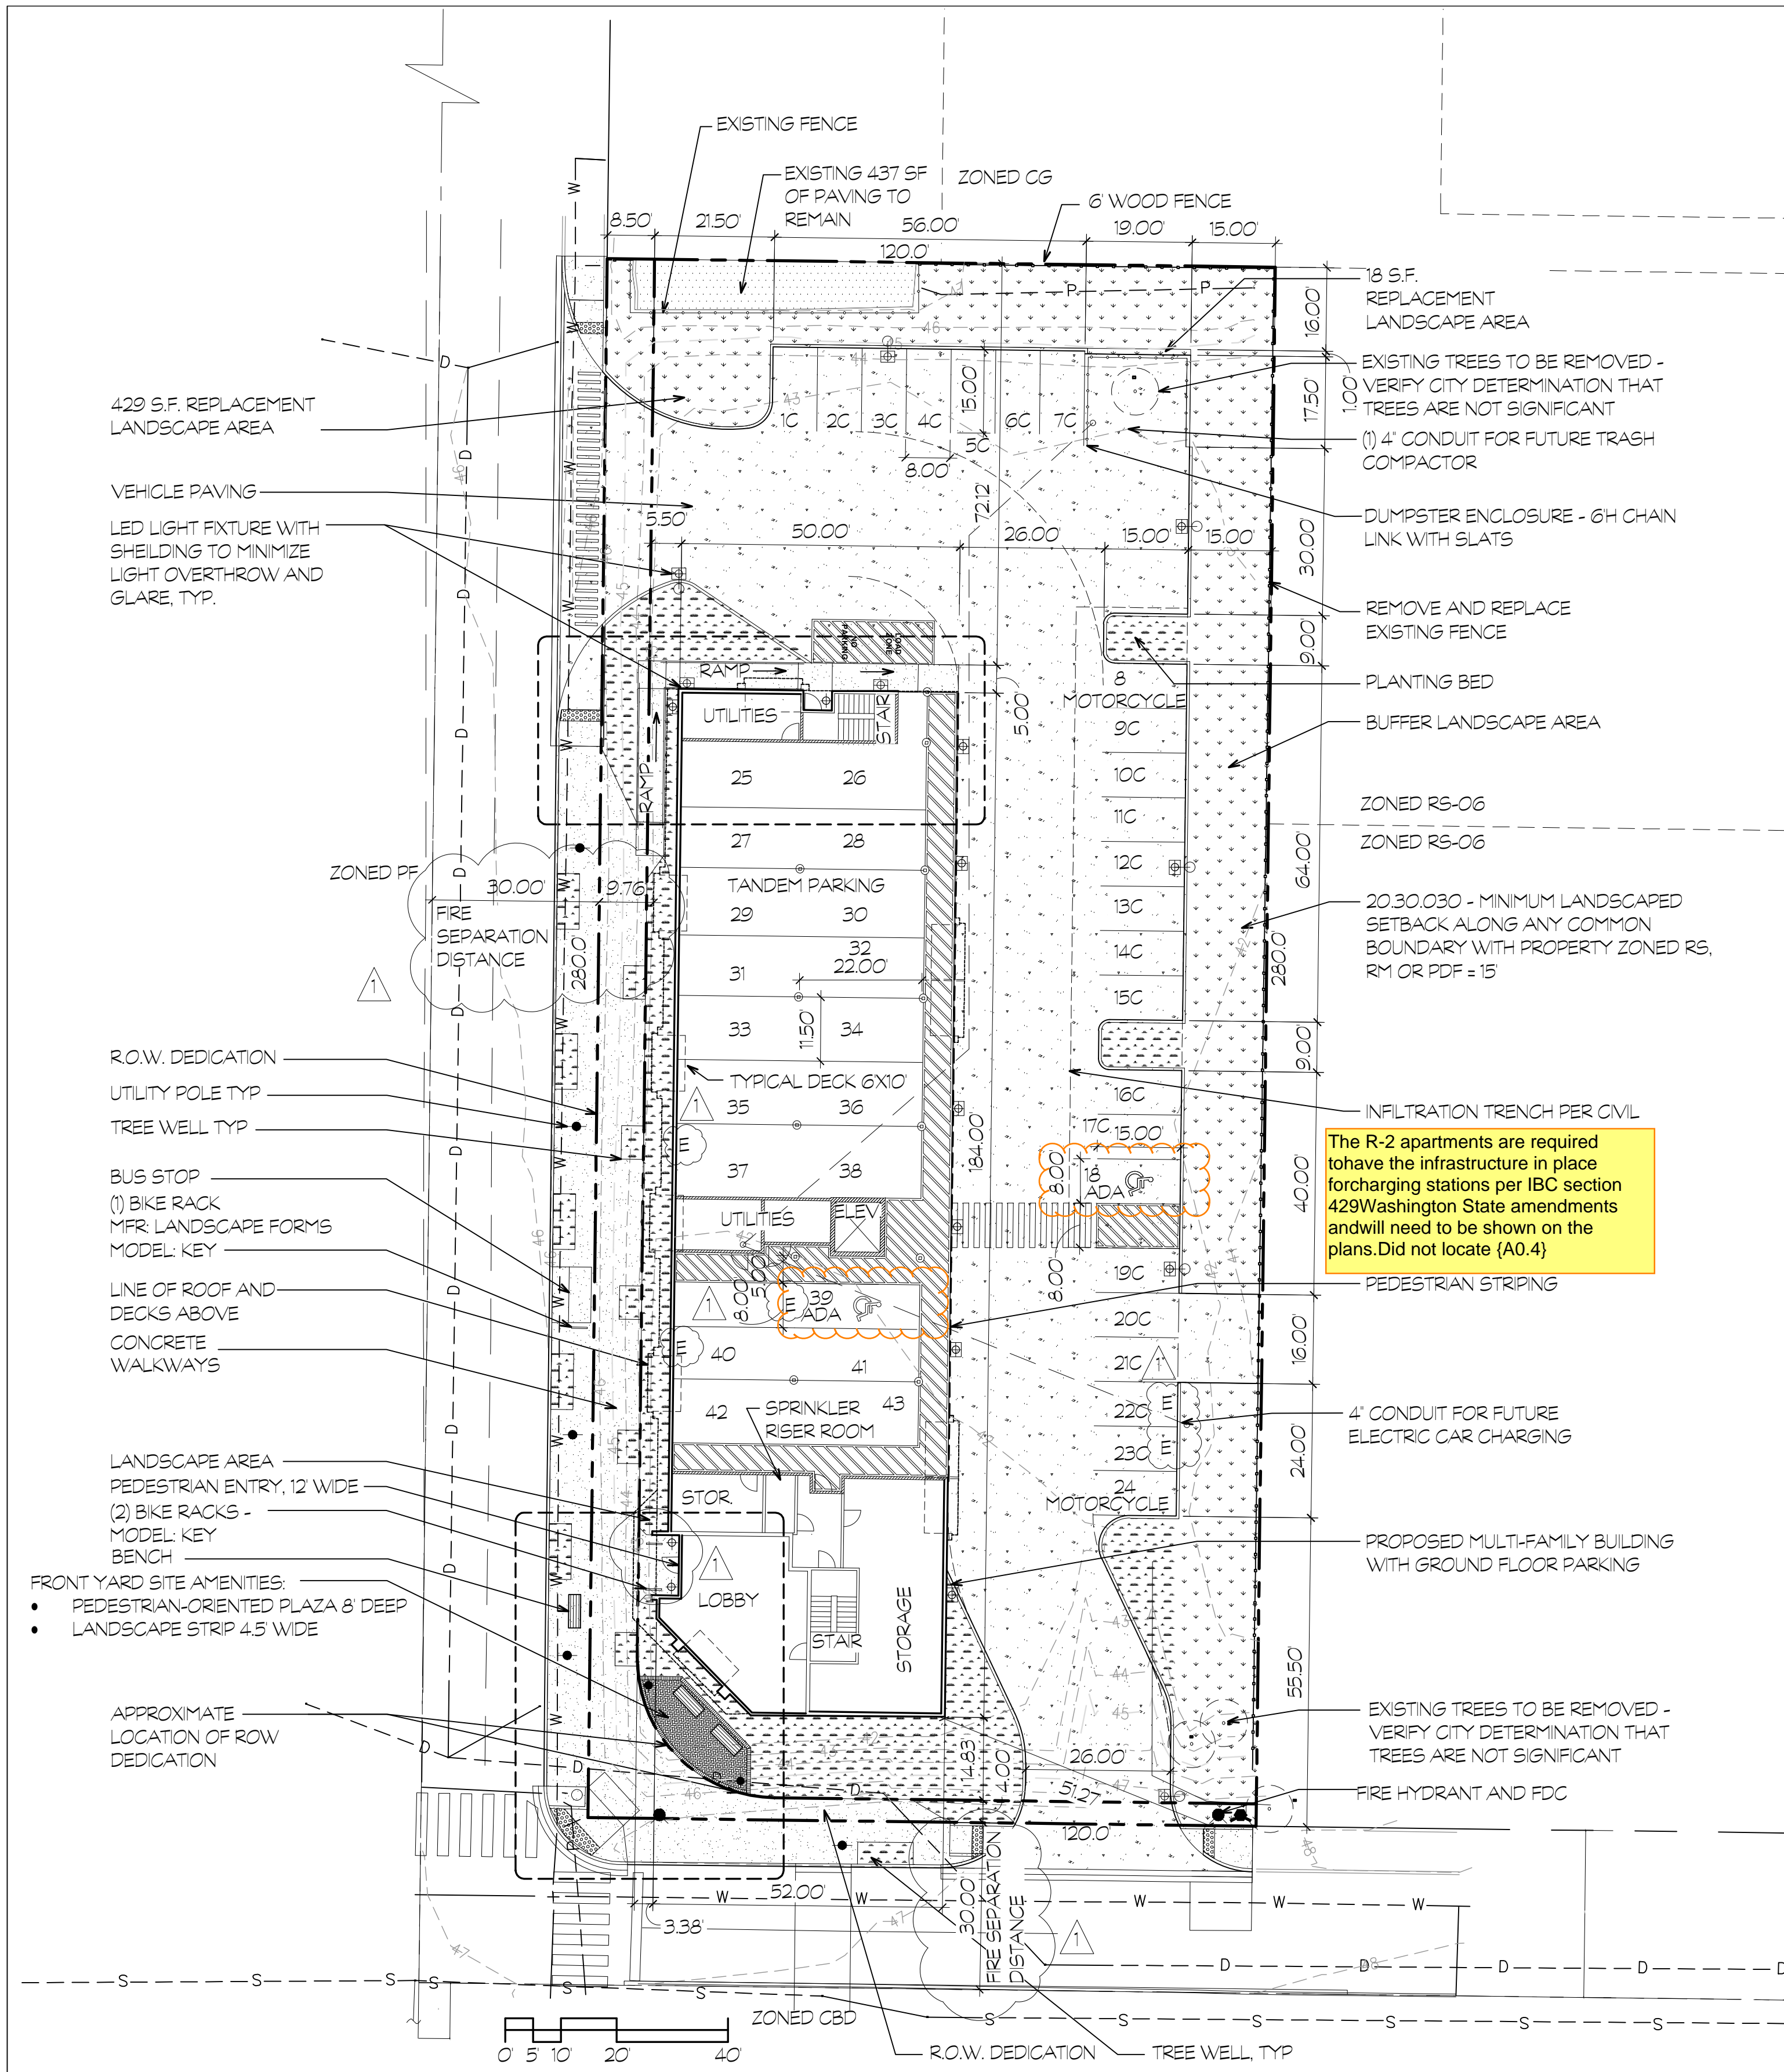 EXISTING FENCE
EXISTING 437 SF
OF PAVING TO
REMAIN
ZONED CG
6' WOOD FENCE
8.50'
21.50'
56.00'
19.00'
15.00'
120.0'
18 S.F.
REPLACEMENT
LANDSCAPE AREA
16.00'
EXISTING TREES TO BE REMOVED -
VERIFY CITY DETERMINATION THAT
TREES ARE NOT SIGNIFICANT
17.50'
1.00'
(1) 4" CONDUIT FOR FUTURE TRASH
COMPACTOR
429 S.F. REPLACEMENT
LANDSCAPE AREA
1C
2C
3C
4C
5C
6C
7C
15.00'
8.00'
72.12'
VEHICLE PAVING
LED LIGHT FIXTURE WITH
SHEILDING TO MINIMIZE
LIGHT OVERTHROW AND
GLARE, TYP.
5.50'
50.00'
26.00'
15.00'
15.00'
DUMPSTER ENCLOSURE - 6'H CHAIN
LINK WITH SLATS
30.00'
REMOVE AND REPLACE
EXISTING FENCE
9.00'
NO
PARKING
LOAD
ZONE
RAMP
RAMP
UTILITIES
STAIR
5.00'
8
MOTORCYCLE
PLANTING BED
BUFFER LANDSCAPE AREA
9C
10C
11C
12C
13C
14C
15C
ZONED RS-06
ZONED RS-06
64.00'
280.0'
20.30.030 - MINIMUM LANDSCAPED
SETBACK ALONG ANY COMMON
BOUNDARY WITH PROPERTY ZONED RS,
RM OR PDF = 15'
25
26
27
28
TANDEM PARKING
29
30
31
32
22.00'
33
34
11.50'
ZONED PF
30.00'
9.76'
FIRE
SEPARATION
DISTANCE
280.0'
1
R.O.W. DEDICATION
UTILITY POLE TYP
TREE WELL TYP
TYPICAL DECK 6X10'
1
35
36
E
37
38
9.00'
16C
17C
15.00'
INFILTRATION TRENCH PER CIVIL
The R-2 apartments are required
tohave the infrastructure in place
forcharging stations per IBC section
429Washington State amendments
andwill need to be shown on the
plans.Did not locate {A0.4}
184.00'
8.00'
18
ADA
40.00'
BUS STOP
(1) BIKE RACK
MFR: LANDSCAPE FORMS
MODEL: KEY
UTILITIES
ELEV
LINE OF ROOF AND
DECKS ABOVE
CONCRETE
WALKWAYS
8.00'
5.00'
1
E
39
ADA
E
40
41
42
43
8.00'
19C
PEDESTRIAN STRIPING
20C
21C
1
16.00'
22C
E
23C
E
4" CONDUIT FOR FUTURE
ELECTRIC CAR CHARGING
24.00'
24
MOTORCYCLE
SPRINKLER
RISER ROOM
LANDSCAPE AREA
PEDESTRIAN ENTRY, 12' WIDE
(2) BIKE RACKS -
MODEL: KEY
BENCH
FRONT YARD SITE AMENITIES:
• PEDESTRIAN-ORIENTED PLAZA 8' DEEP
• LANDSCAPE STRIP 4.5' WIDE
STOR.
1
LOBBY
STAIR
STORAGE
PROPOSED MULTI-FAMILY BUILDING
WITH GROUND FLOOR PARKING
55.50'
EXISTING TREES TO BE REMOVED -
VERIFY CITY DETERMINATION THAT
TREES ARE NOT SIGNIFICANT
APPROXIMATE
LOCATION OF ROW
DEDICATION
14.83'
4.00'
26.00'
51.27'
120.0'
FIRE HYDRANT AND FDC
52.00'
3.38'
30.00'
FIRE SEPARATION
DISTANCE
1
ZONED CBD
0'
5'
10'
20'
40'
R.O.W. DEDICATION
TREE WELL, TYP